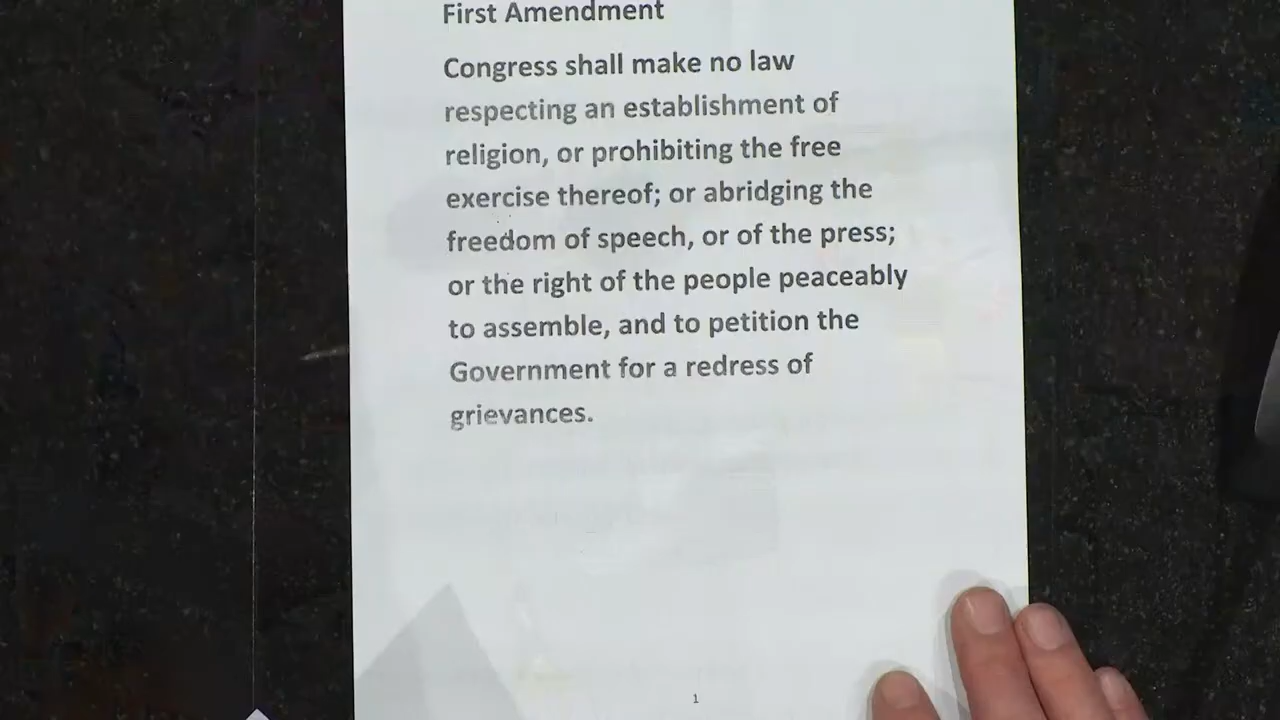 First Amendment
Congress shall make no law
respecting an establishment of
religion, or prohibiting the free
exercise thereof; or abridging the
freedom of speech, or of the press;
or the right of the people peaceably
to assemble, and to petition the
Government for a redress of
grievances.
1